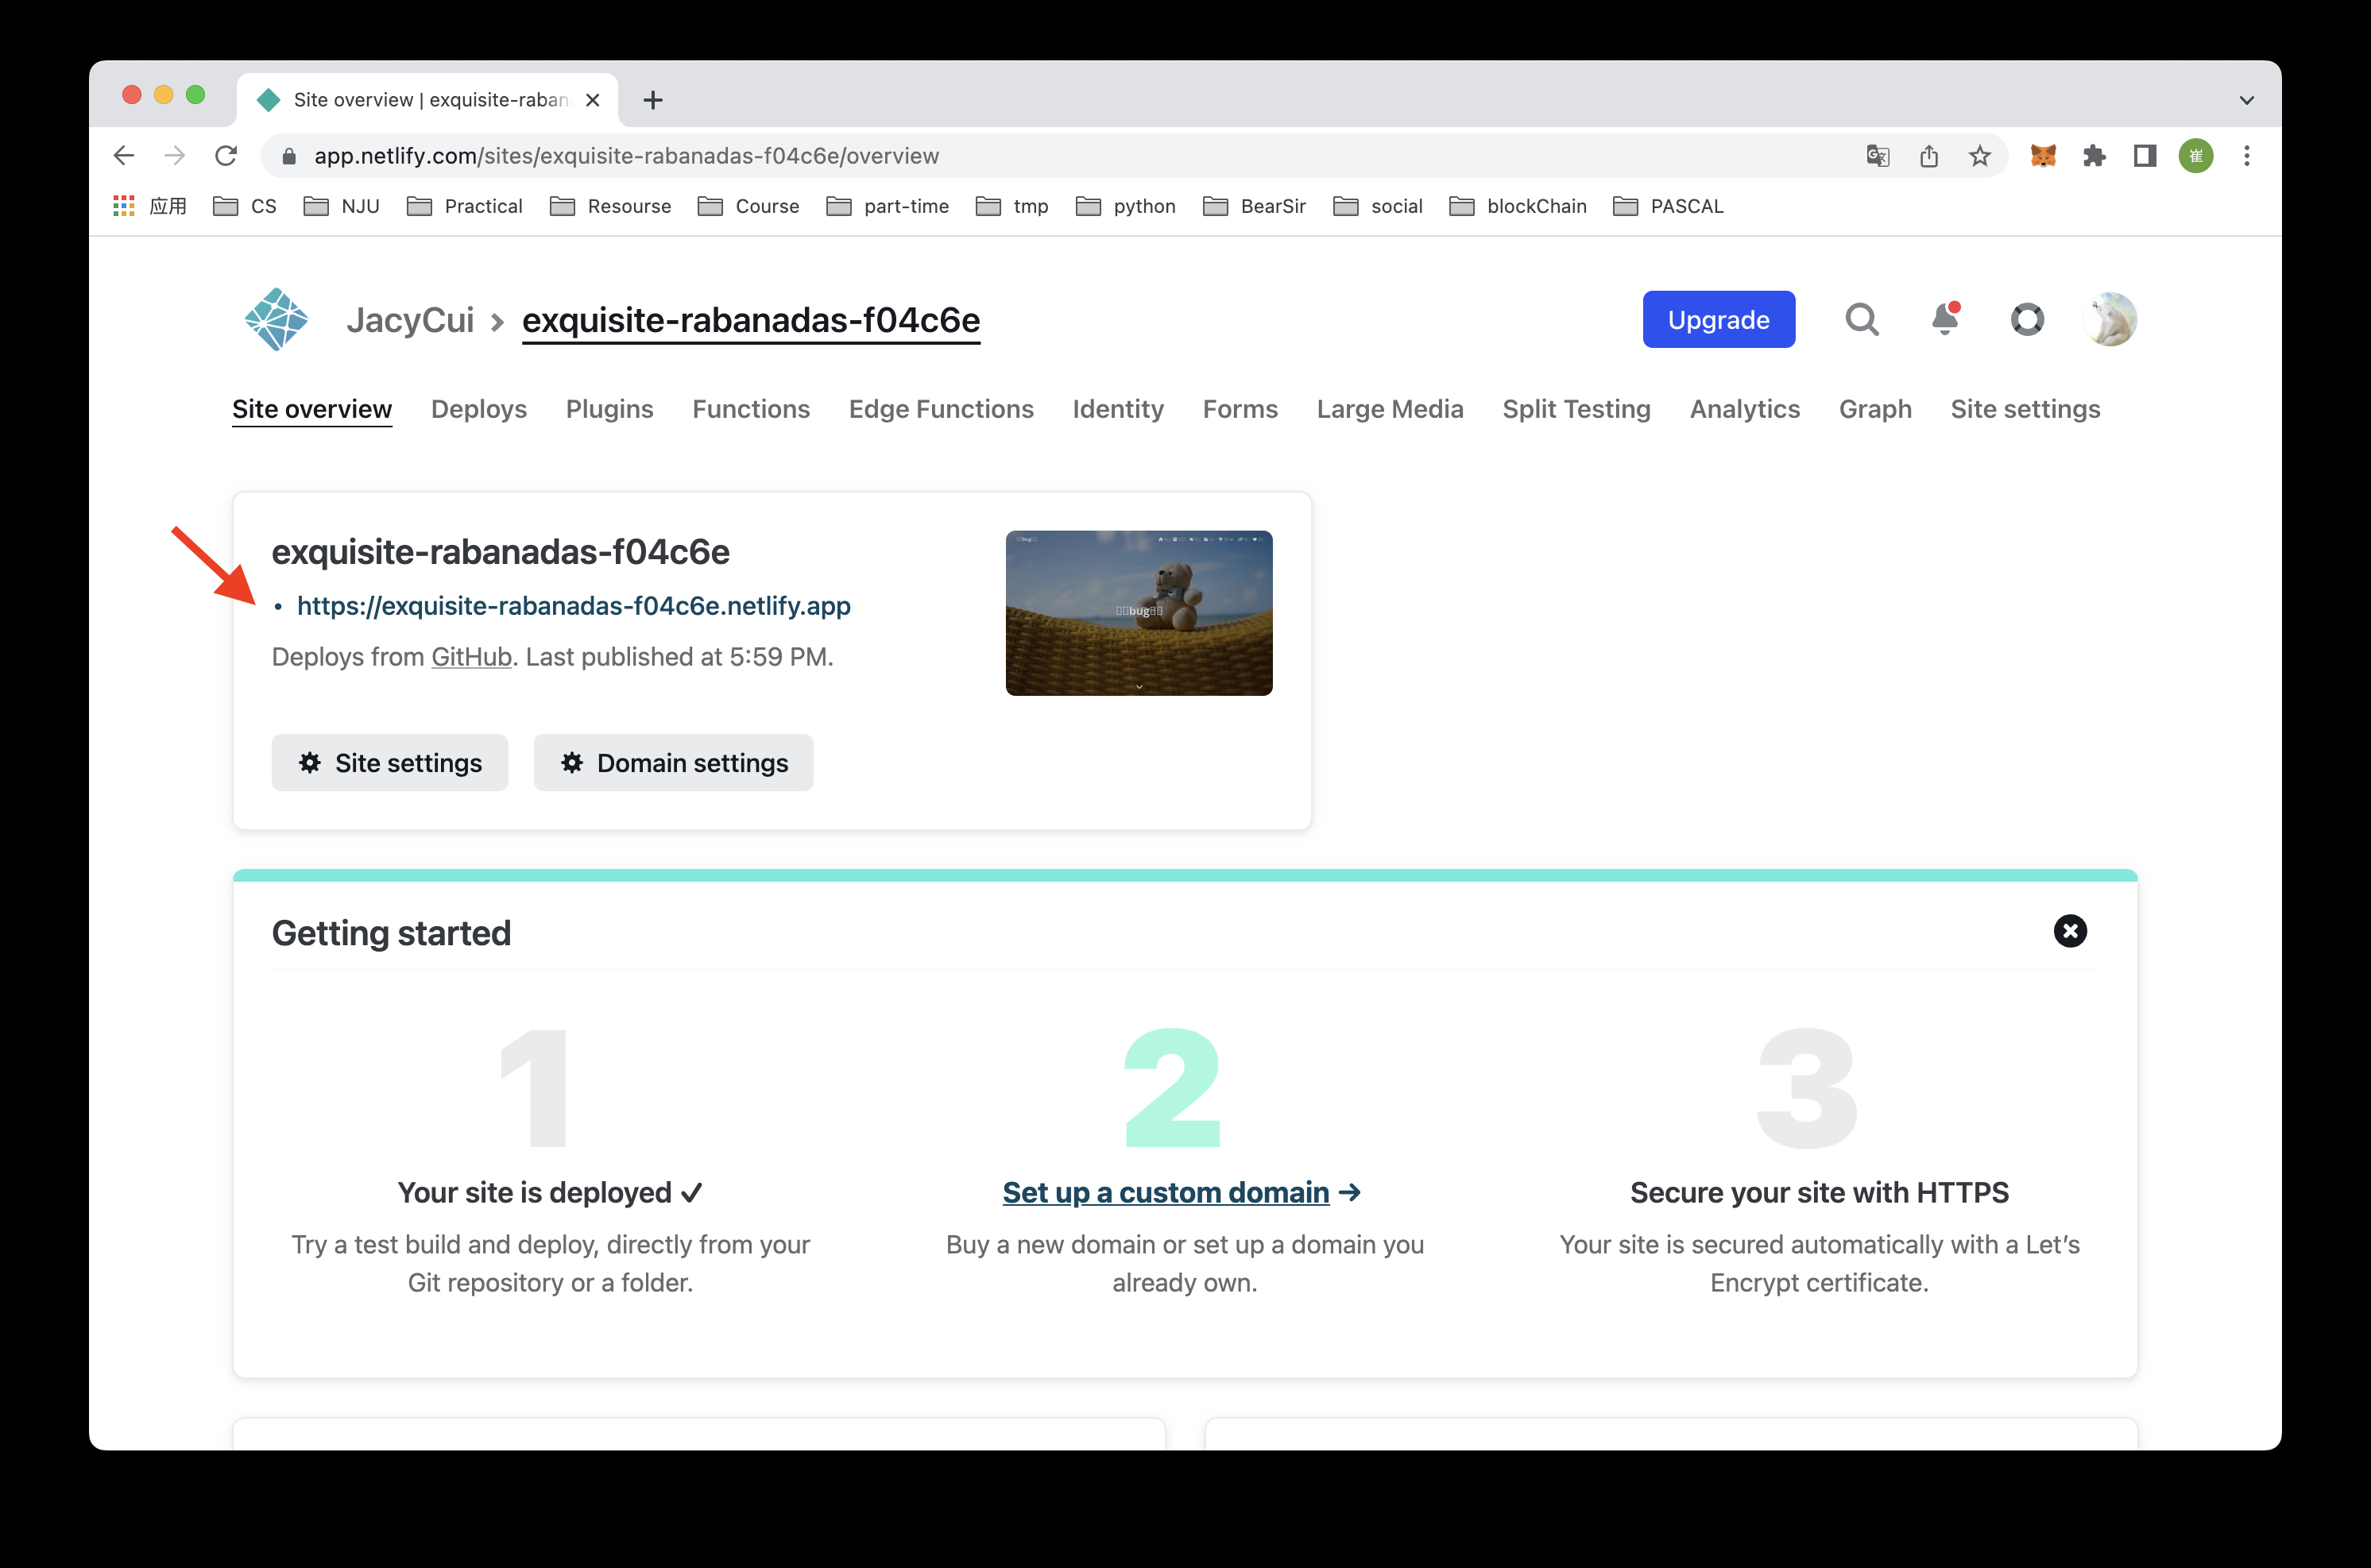 Site overview | exquisite-raban
app.netlify.com/sites/exquisite-rabanadas-f04c6e/overview
崔
应用 CS NJU Practical Resourse Course part-time tmp python BearSir social blockChain PASCAL
JacyCui > exquisite-rabanadas-f04c6e
Upgrade
Site overview Deploys Plugins Functions Edge Functions Identity Forms Large Media Split Testing Analytics Graph Site settings
exquisite-rabanadas-f04c6e
• https://exquisite-rabanadas-f04c6e.netlify.app
bug
Deploys from GitHub. Last published at 5:59 PM.
Site settings Domain settings
Getting started
1 2 3
Your site is deployed ✓
Try a test build and deploy, directly from your
Git repository or a folder.
Set up a custom domain →
Buy a new domain or set up a domain you
already own.
Secure your site with HTTPS
Your site is secured automatically with a Let’s
Encrypt certificate.